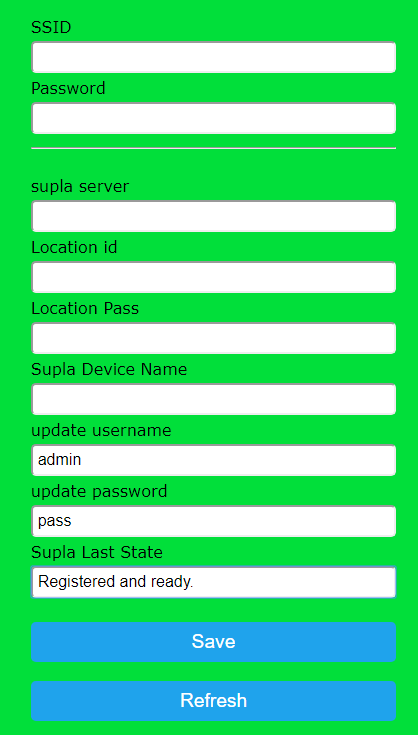 SSID
Password
supla server
Location id
Location Pass
Supla Device Name
update username
admin
update password
pass
Supla Last State
Registered and ready.
Save
Refresh